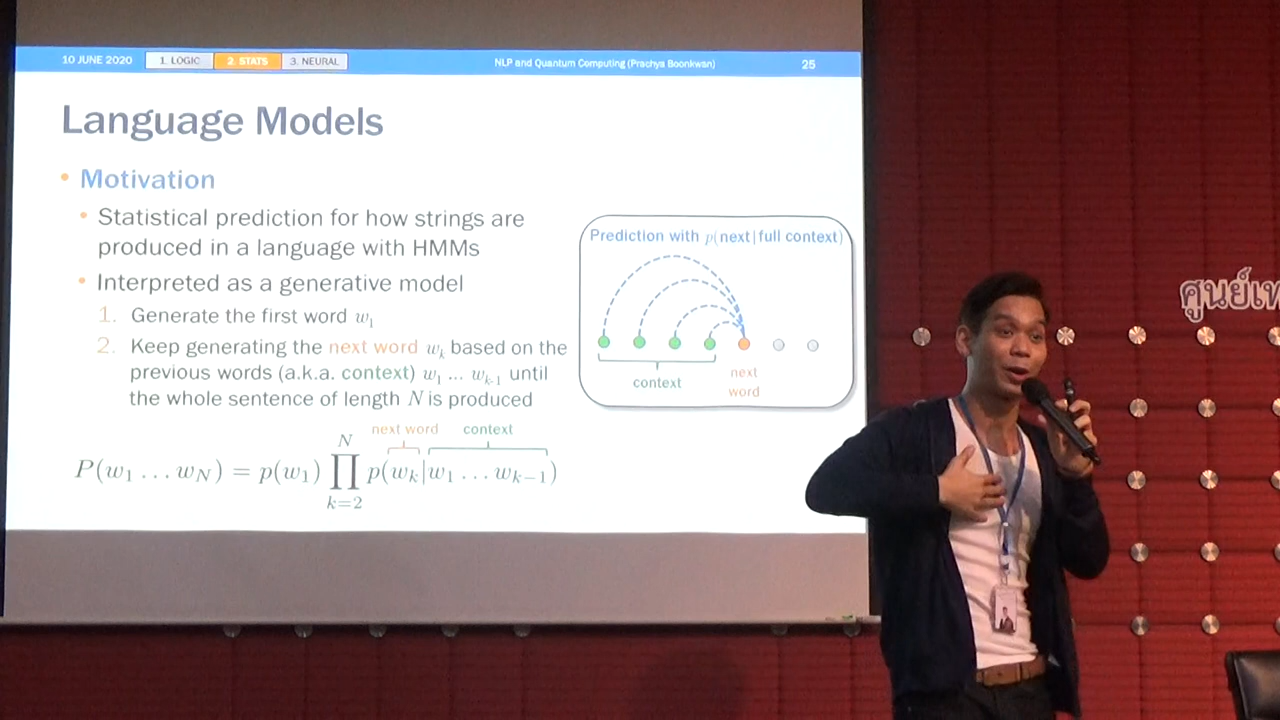 10 JUNE 2020 1. LOGIC 2. STATS 3. NEURAL NLP and Quantum Computing (Prachya Boonkwan) 25
Language Models
• Motivation
• Statistical prediction for how strings are
produced in a language with HMMs
• Interpreted as a generative model
1. Generate the first word w₁
2. Keep generating the next word wₖ based on the
previous words (a.k.a. context) w₁ ... wₖ₋₁ until
the whole sentence of length N is produced
next word context
P(w₁ ... w_N) = p(w₁) ∏_{k=2}^{N} p(wₖ|w₁ ... wₖ₋₁)
Prediction with p(next|full context)
context
next
word
ศูนย์เท